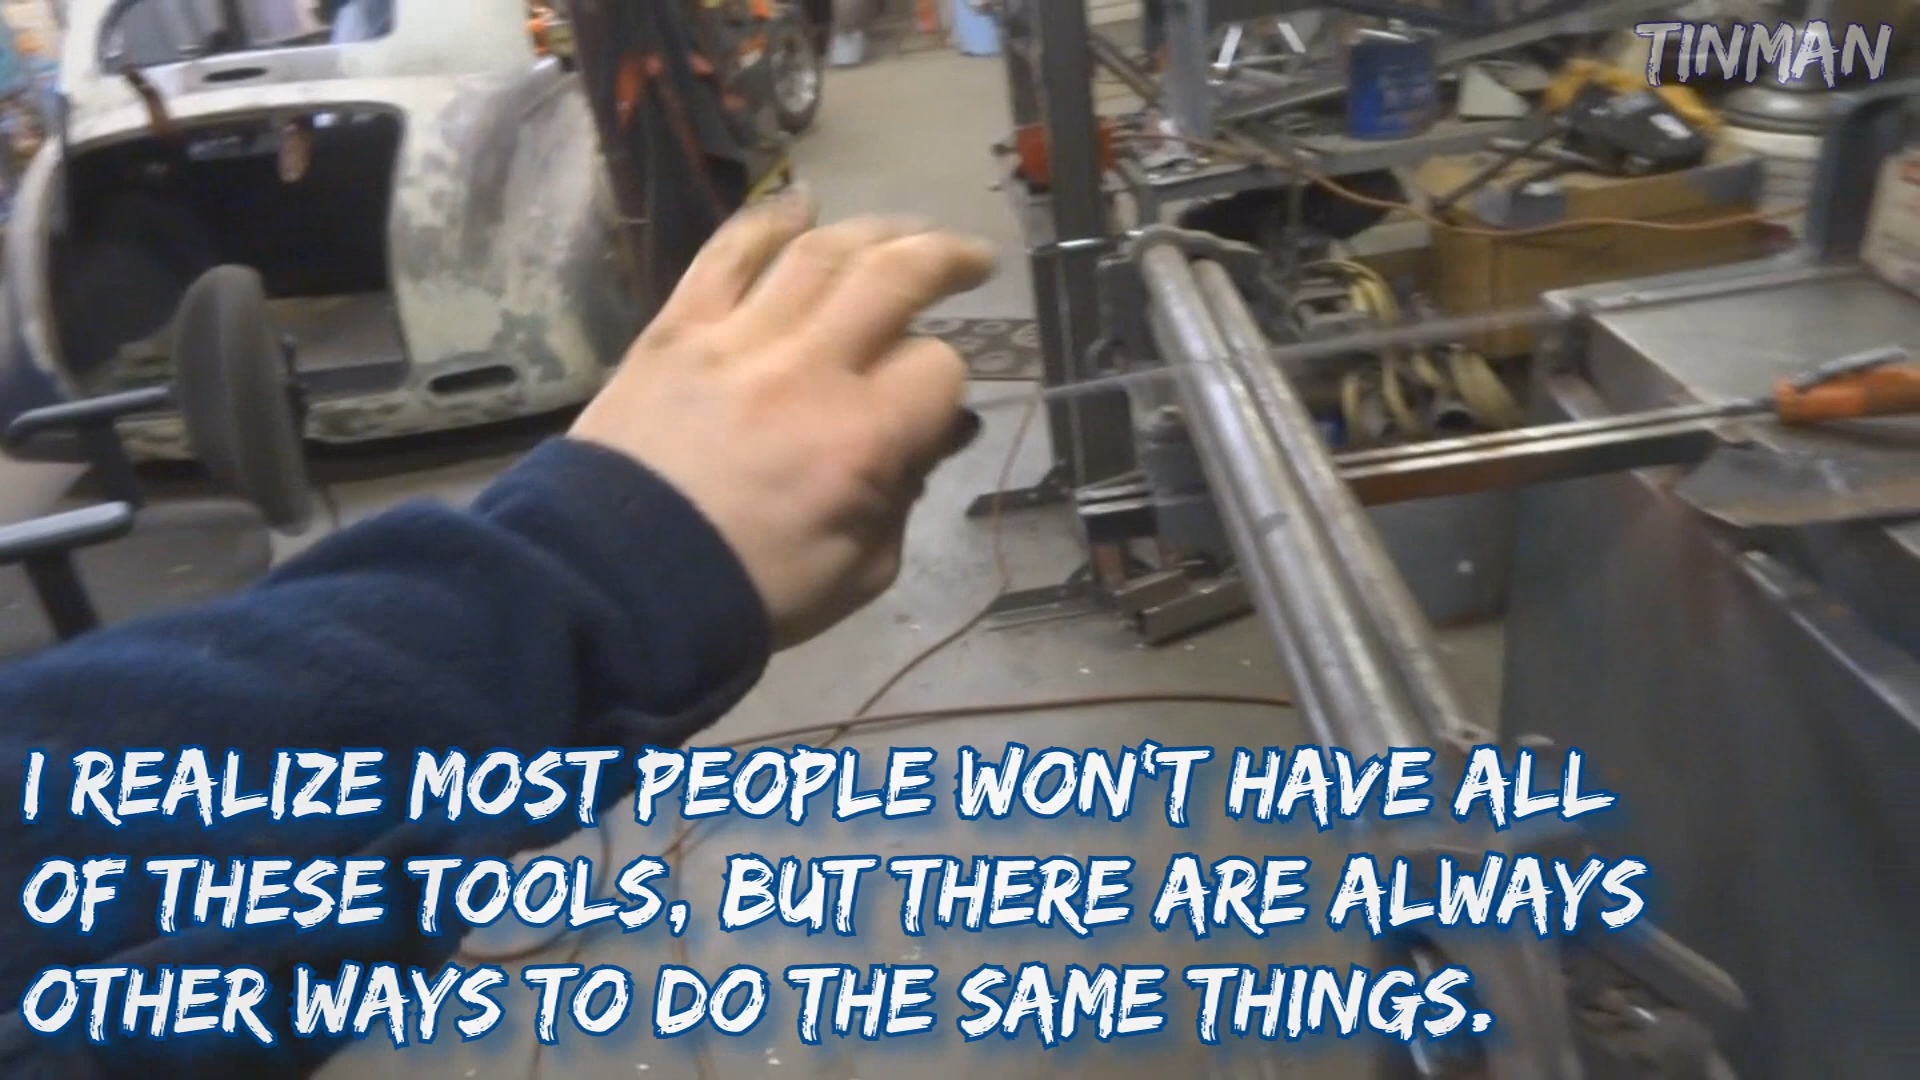 TINMAN
I REALIZE MOST PEOPLE WON'T HAVE ALL
OF THESE TOOLS, BUT THERE ARE ALWAYS
OTHER WAYS TO DO THE SAME THINGS.